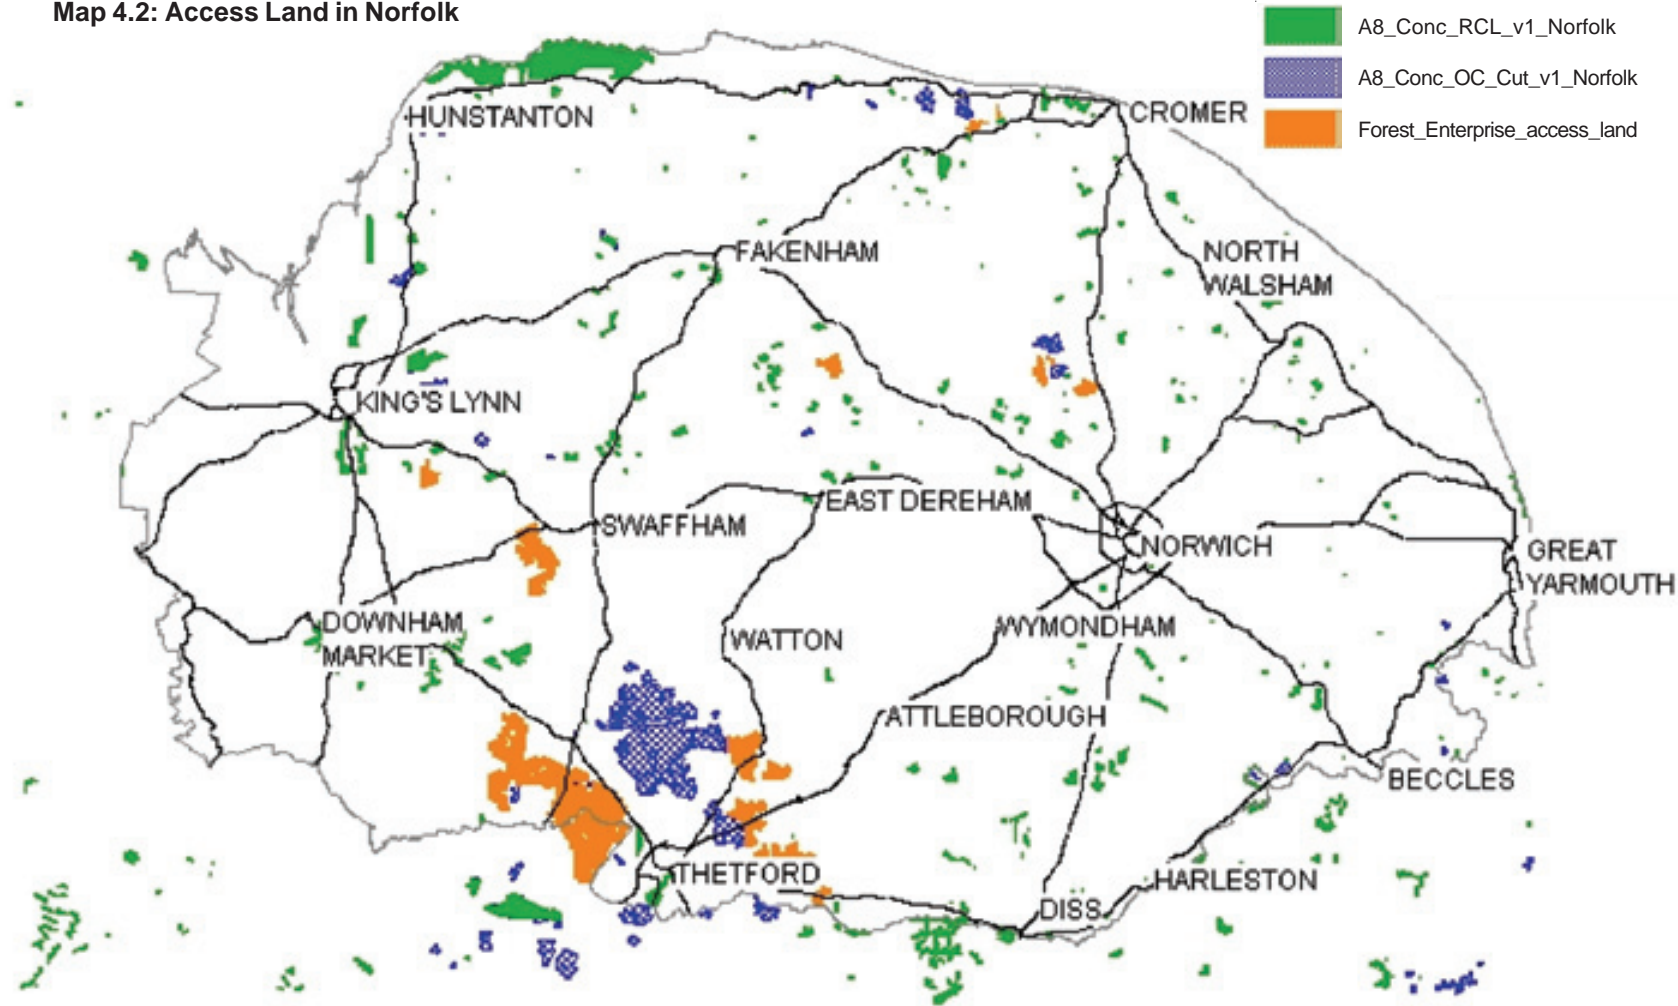 Map 4.2: Access Land in Norfolk
A8_Conc_RCL_v1_Norfolk
A8_Conc_OC_Cut_v1_Norfolk
Forest_Enterprise_access_land
HUNSTANTON
CROMER
FAKENHAM
NORTH
WALSHAM
KING'S LYNN
SWAFFHAM
EAST DEREHAM
NORWICH
GREAT
YARMOUTH
DOWNHAM
MARKET
WATTON
WYMONDHAM
ATTLEBOROUGH
BECCLES
THETFORD
HARLESTON
DISS